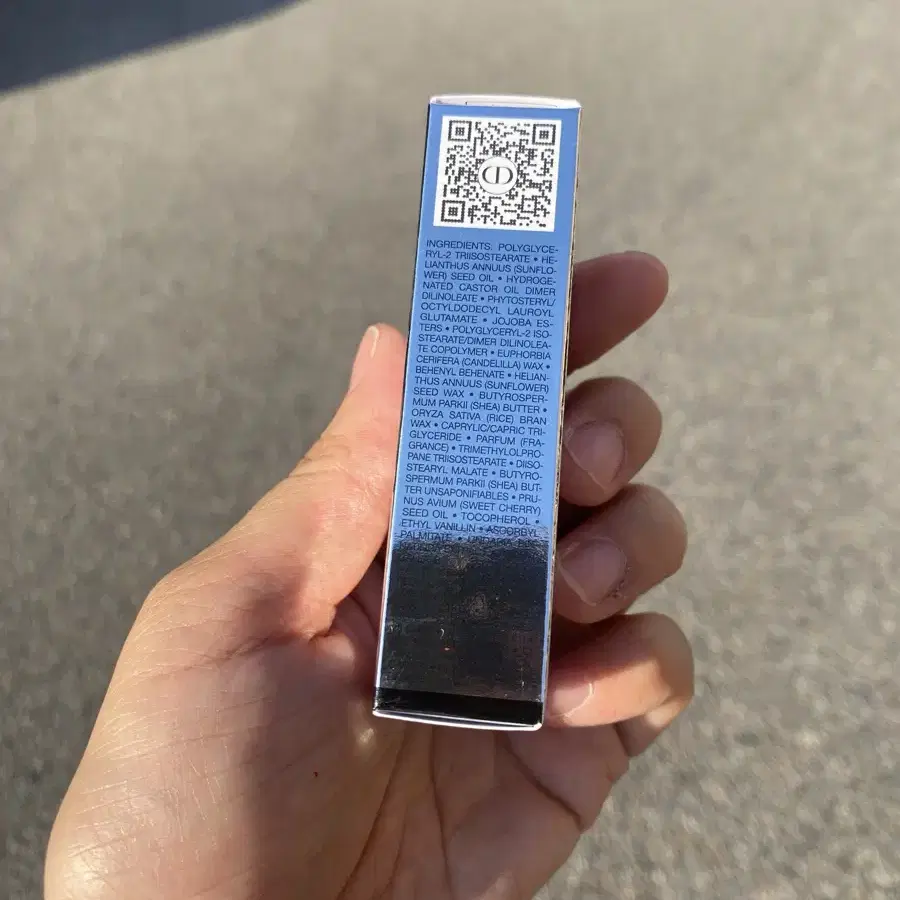 CD
INGREDIENTS: POLYGLYCE-
RYL-2 TRIISOSTEARATE • HE-
LIANTHUS ANNUUS (SUNFLO-
WER) SEED OIL • HYDROGE-
NATED CASTOR OIL DIMER
DILINOLEATE • PHYTOSTERYL/
OCTYLDODECYL LAUROYL
GLUTAMATE • JOJOBA ES-
TERS • POLYGLYCERYL-2 ISO-
STEARATE/DIMER DILINOLEA-
TE COPOLYMER • EUPHORBIA
CERIFERA (CANDELILLA) WAX •
BEHENYL BEHENATE • HELIAN-
THUS ANNUUS (SUNFLOWER)
SEED WAX • BUTYROSPER-
MUM PARKII (SHEA) BUTTER •
ORYZA SATIVA (RICE) BRAN
WAX • CAPRYLIC/CAPRIC TRI-
GLYCERIDE • PARFUM (FRA-
GRANCE) • TRIMETHYLOLPRO-
PANE TRIISOSTEARATE • DIISO-
STEARYL MALATE • BUTYRO-
SPERMUM PARKII (SHEA) BUT-
TER UNSAPONIFIABLES • PRU-
NUS AVIUM (SWEET CHERRY)
SEED OIL • TOCOPHEROL •
ETHYL VANILLIN • ASCORBYL
PALMITATE •